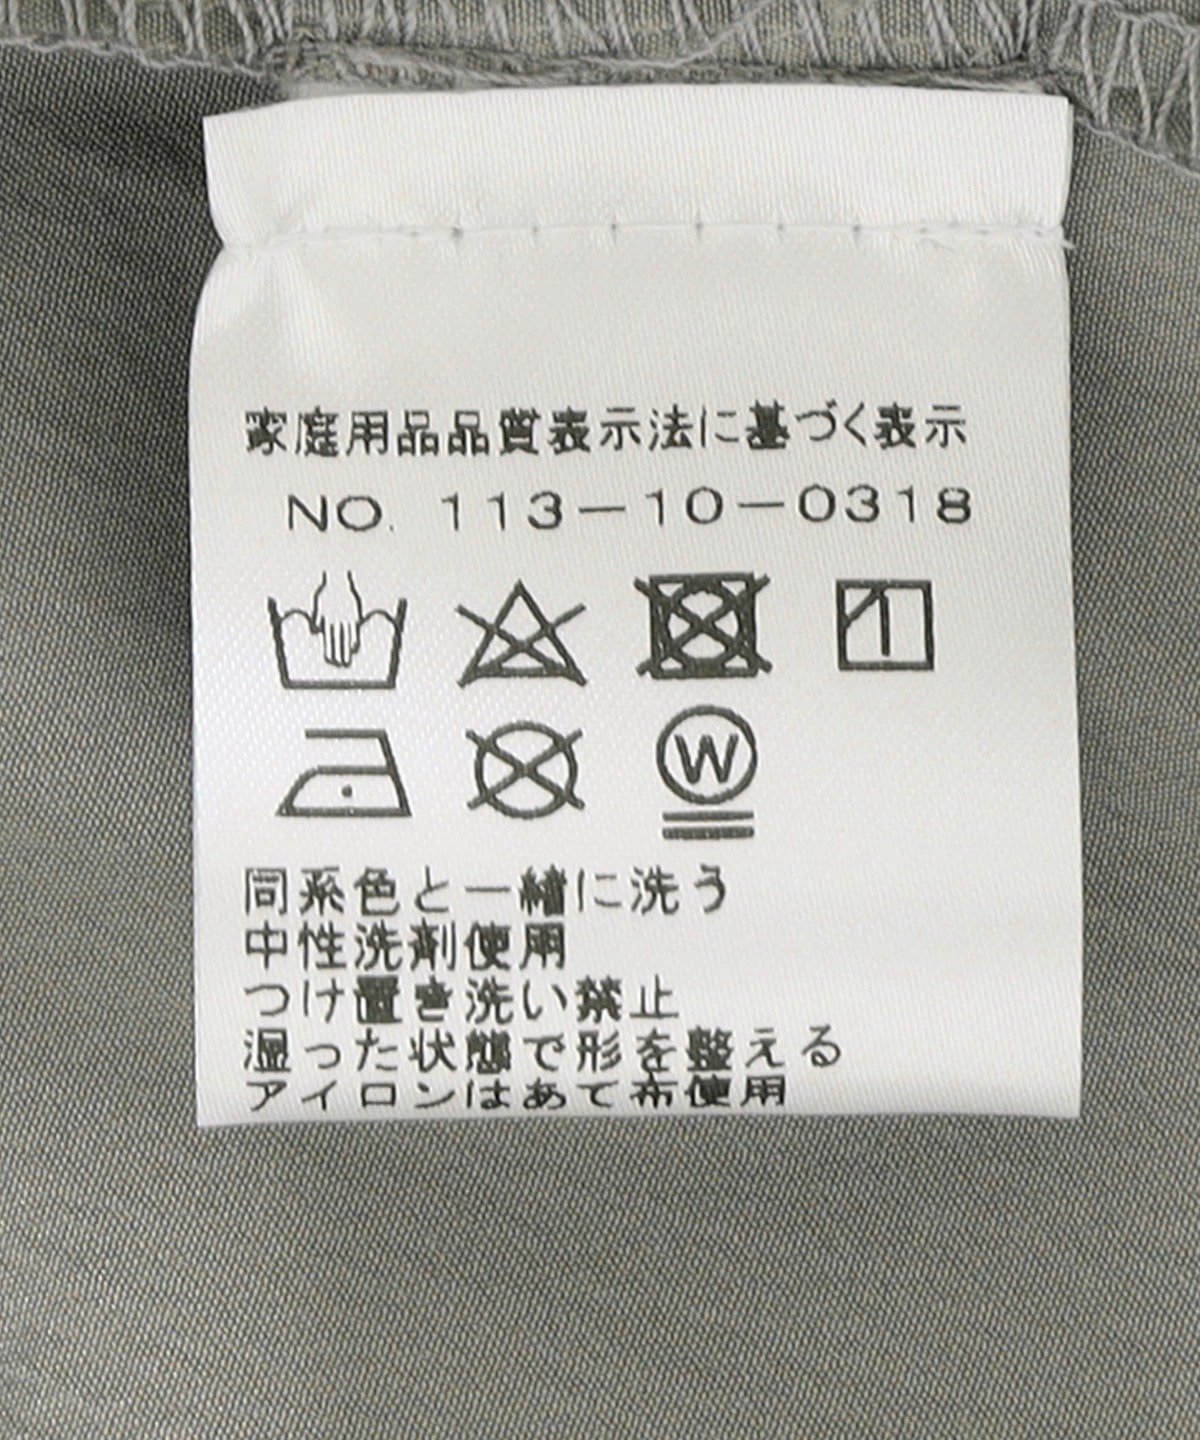 家庭用品品質表示法に基づく表示
NO. 113-10-0318
W
同系色と一緒に洗う
中性洗剤使用
つけ置き洗い禁止
湿った状態で形を整える
アイロンはあて布使用